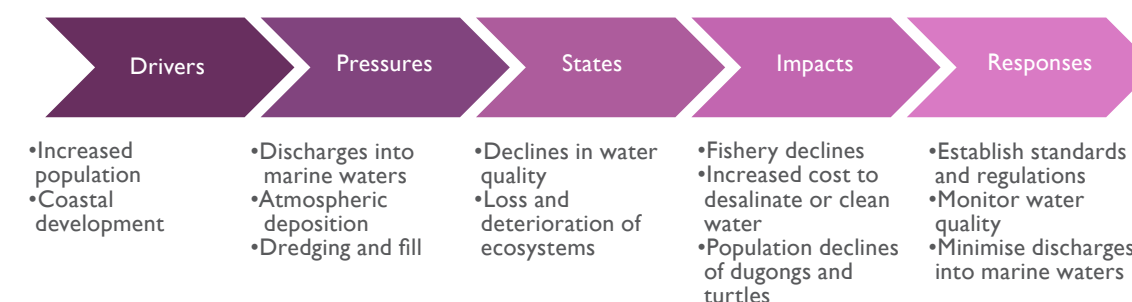 Drivers
Pressures
States
Impacts
Responses
•Increased
population
•Coastal
development
•Discharges into
marine waters
•Atmospheric
deposition
•Dredging and fill
•Declines in water
quality
•Loss and
deterioration of
ecosystems
•Fishery declines
•Increased cost to
desalinate or clean
water
•Population declines
of dugongs and
turtles
•Establish standards
and regulations
•Monitor water
quality
•Minimise discharges
into marine waters